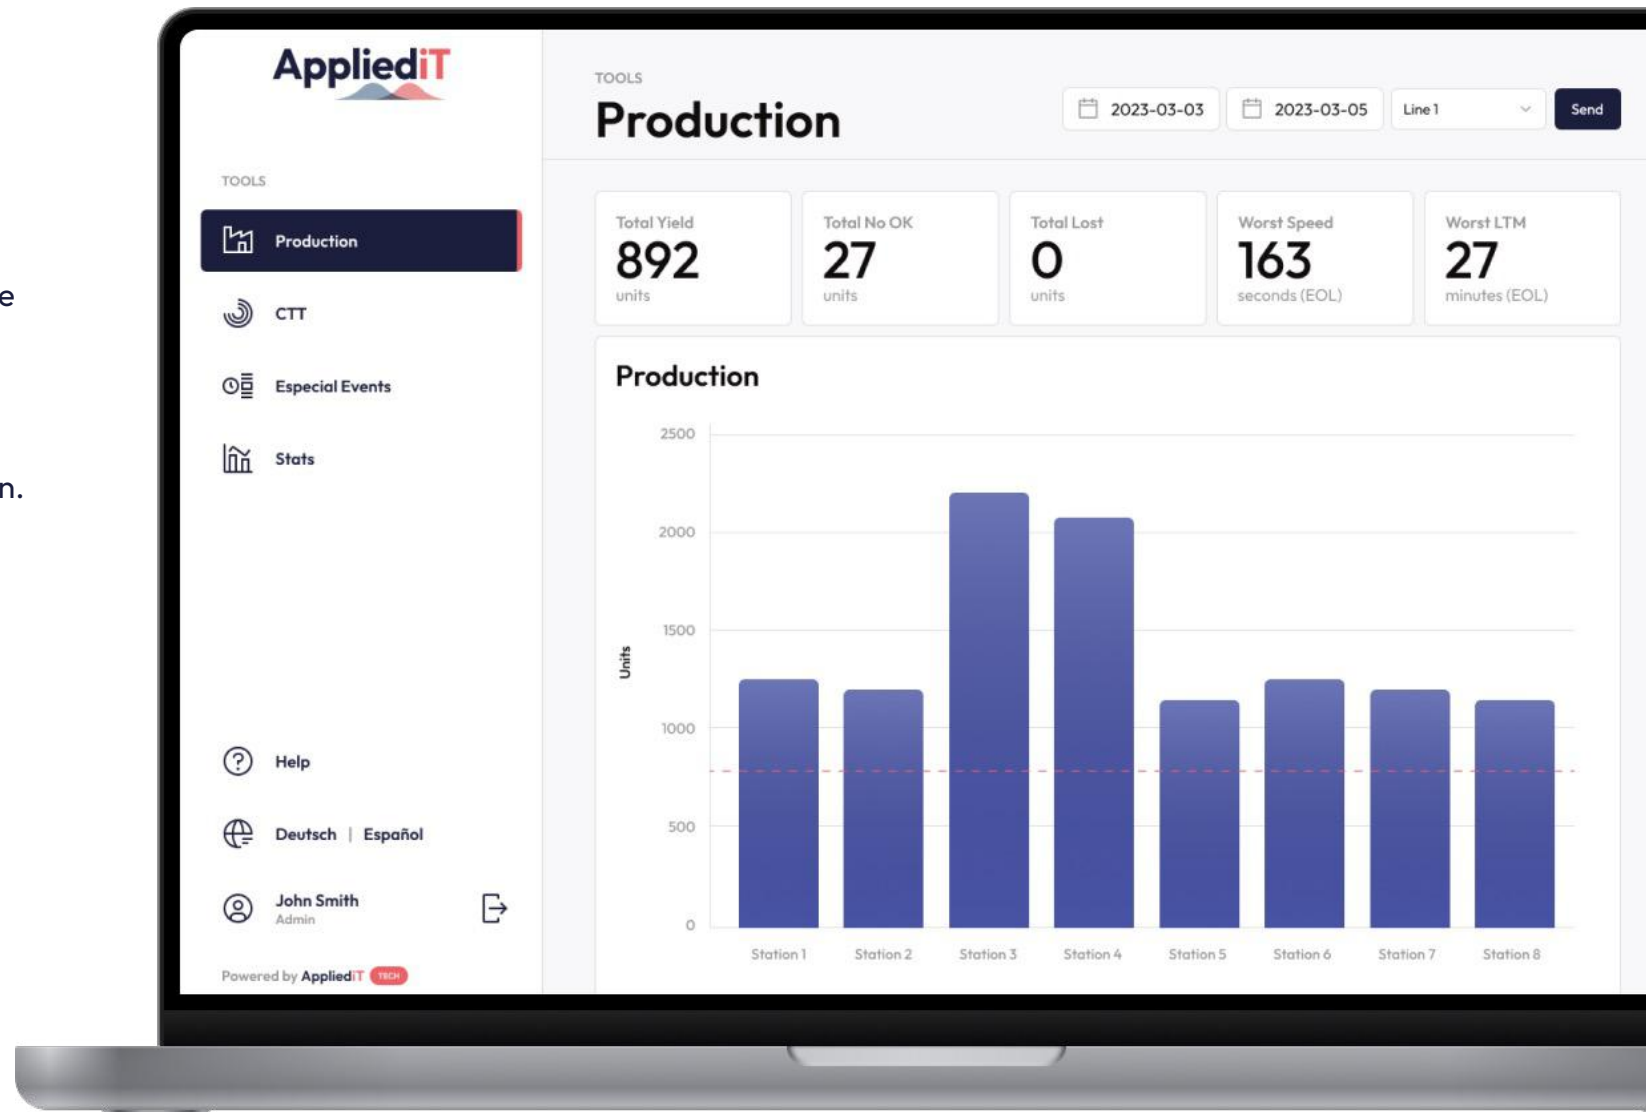 e
n.
AppliediT
TOOLS
Production
CTT
Especial Events
Stats
Help
Deutsch | Español
John Smith
Admin
Powered by AppliediT TECH
TOOLS
Production
2023-03-03
2023-03-05
Line 1
Send
Total Yield
892
units
Total No OK
27
units
Total Lost
0
units
Worst Speed
163
seconds (EOL)
Worst LTM
27
minutes (EOL)
Production
Units
2500
2000
1500
1000
500
0
Station 1
Station 2
Station 3
Station 4
Station 5
Station 6
Station 7
Station 8